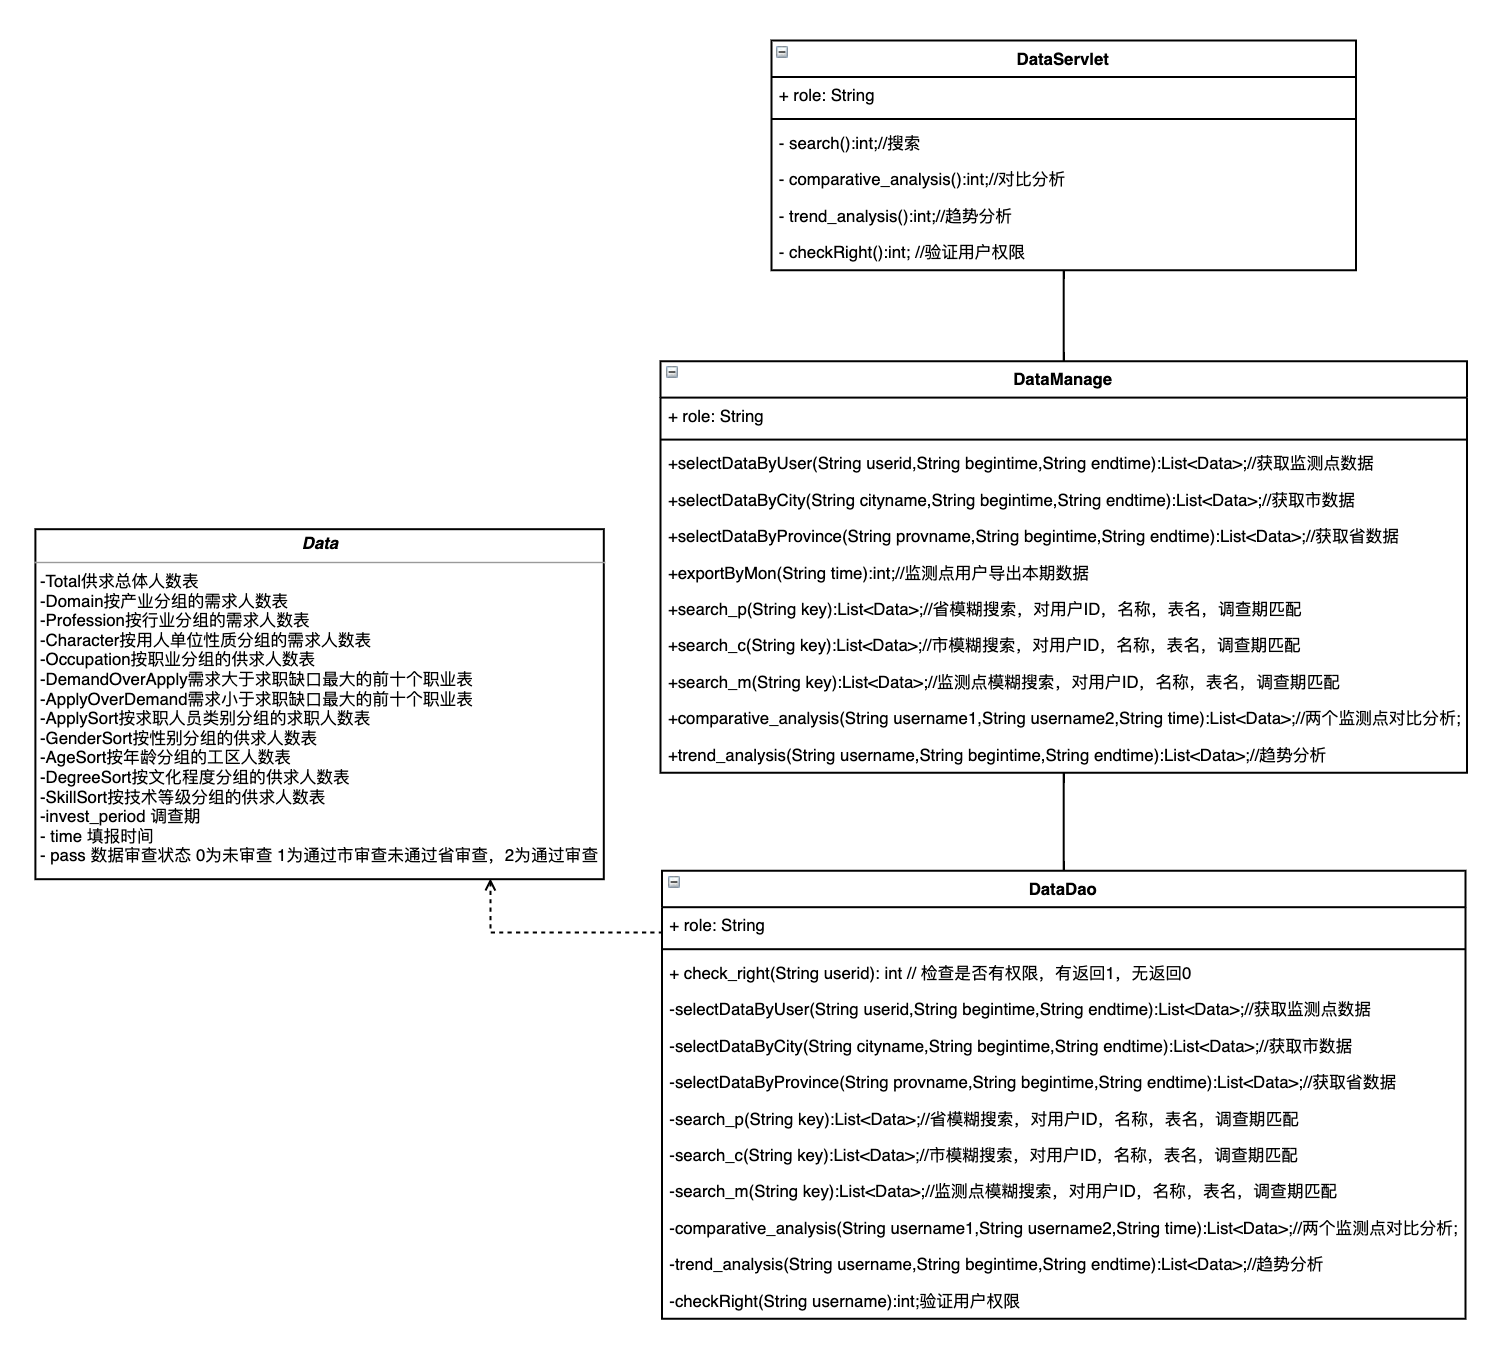 DataServlet
+ role: String
- search():int;//搜索
- comparative_analysis():int;//对比分析
- trend_analysis():int;//趋势分析
- checkRight():int; //验证用户权限
DataManage
+ role: String
+selectDataByUser(String userid,String begintime,String endtime):List<Data>;//获取监测点数据
+selectDataByCity(String cityname,String begintime,String endtime):List<Data>;//获取市数据
+selectDataByProvince(String provname,String begintime,String endtime):List<Data>;//获取省数据
+exportByMon(String time):int;//监测点用户导出本期数据
+search_p(String key):List<Data>;//省模糊搜索，对用户ID，名称，表名，调查期匹配
+search_c(String key):List<Data>;//市模糊搜索，对用户ID，名称，表名，调查期匹配
+search_m(String key):List<Data>;//监测点模糊搜索，对用户ID，名称，表名，调查期匹配
+comparative_analysis(String username1,String username2,String time):List<Data>;//两个监测点对比分析;
+trend_analysis(String username,String begintime,String endtime):List<Data>;//趋势分析
Data
-Total供求总体人数表
-Domain按产业分组的需求人数表
-Profession按行业分组的需求人数表
-Character按用人单位性质分组的需求人数表
-Occupation按职业分组的供求人数表
-DemandOverApply需求大于求职缺口最大的前十个职业表
-ApplyOverDemand需求小于求职缺口最大的前十个职业表
-ApplySort按求职人员类别分组的求职人数表
-GenderSort按性别分组的供求人数表
-AgeSort按年龄分组的工区人数表
-DegreeSort按文化程度分组的供求人数表
-SkillSort按技术等级分组的供求人数表
-invest_period 调查期
- time 填报时间
- pass 数据审查状态 0为未审查 1为通过市审查未通过省审查，2为通过审查
DataDao
+ role: String
+ check_right(String userid): int // 检查是否有权限，有返回1，无返回0
-selectDataByUser(String userid,String begintime,String endtime):List<Data>;//获取监测点数据
-selectDataByCity(String cityname,String begintime,String endtime):List<Data>;//获取市数据
-selectDataByProvince(String provname,String begintime,String endtime):List<Data>;//获取省数据
-search_p(String key):List<Data>;//省模糊搜索，对用户ID，名称，表名，调查期匹配
-search_c(String key):List<Data>;//市模糊搜索，对用户ID，名称，表名，调查期匹配
-search_m(String key):List<Data>;//监测点模糊搜索，对用户ID，名称，表名，调查期匹配
-comparative_analysis(String username1,String username2,String time):List<Data>;//两个监测点对比分析;
-trend_analysis(String username,String begintime,String endtime):List<Data>;//趋势分析
-checkRight(String username):int;验证用户权限